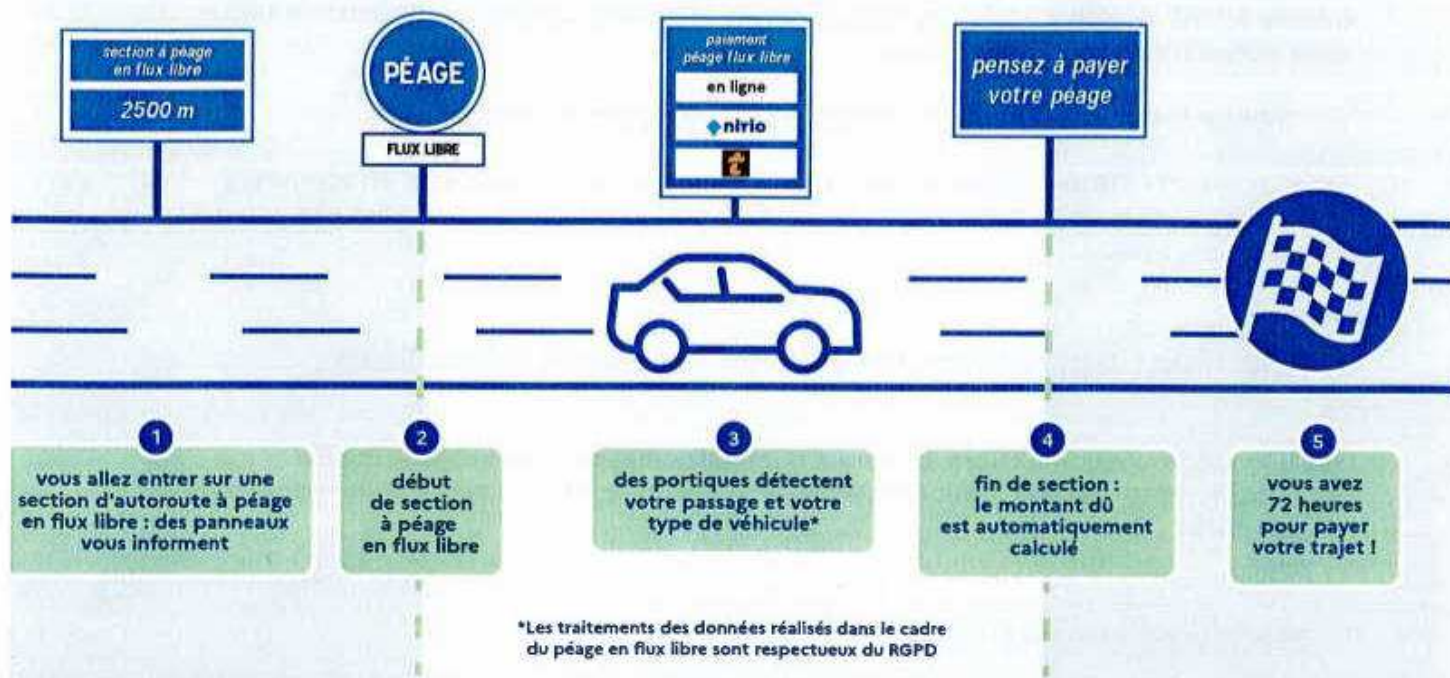 section à péage
en flux libre
2500 m
PÉAGE
FLUX LIBRE
paiement
péage flux libre
en ligne
nirio
pensez à payer
votre péage
1
vous allez entrer sur une
section d'autoroute à péage
en flux libre : des panneaux
vous informent
2
début
de section
à péage
en flux libre
3
des portiques détectent
votre passage et votre
type de véhicule*
4
fin de section :
le montant dû
est automatiquement
calculé
5
vous avez
72 heures
pour payer
votre trajet !
*Les traitements des données réalisés dans le cadre
du péage en flux libre sont respectueux du RGPD